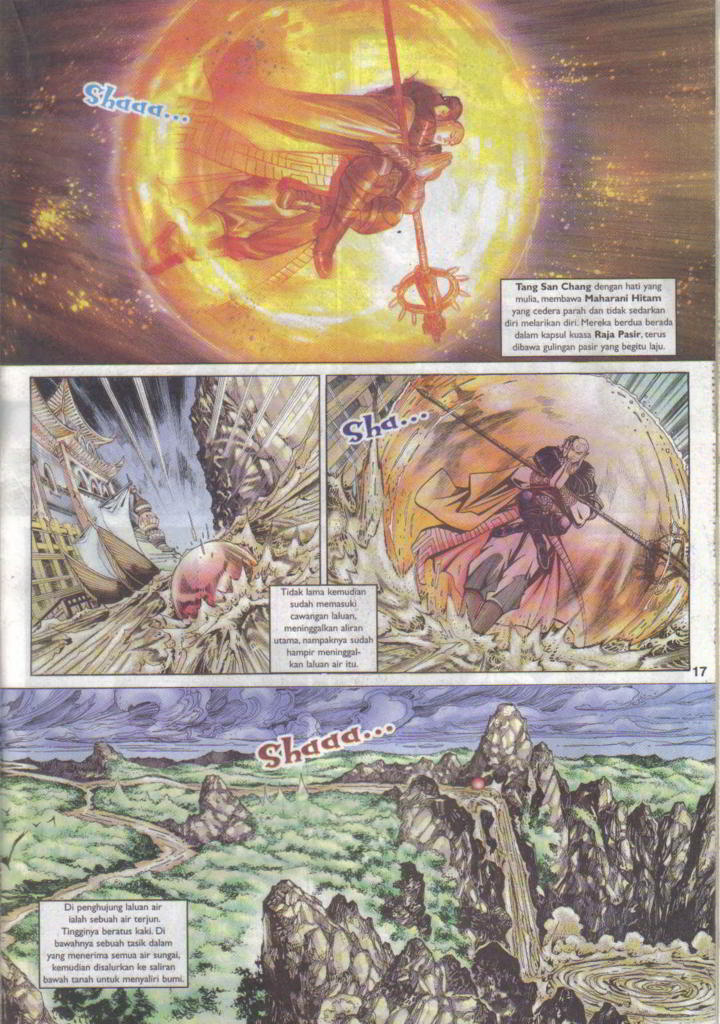 Shaaa...
Tang San Chang dengan hati yang
mulia, membawa Maharani Hitam
yang cedera parah dan tidak sedarkan
diri melarikan diri. Mereka berdua berada
dalam kapsul kuasa Raja Pasir, terus
dibawa gulingan pasir yang begitu laju.
Sha...
Tidak lama kemudian
sudah memasuki
cawangan laluan,
meninggalkan aliran
utama, nampaknya sudah
hampir meninggal-
kan laluan air itu.
17
Shaaa...
Di penghujung laluan air
ialah sebuah air terjun.
Tingginya beratus kaki. Di
bawahnya sebuah tasik dalam
yang menerima semua air sungai,
kemudian disalurkan ke saliran
bawah tanah untuk menyaliri bumi.